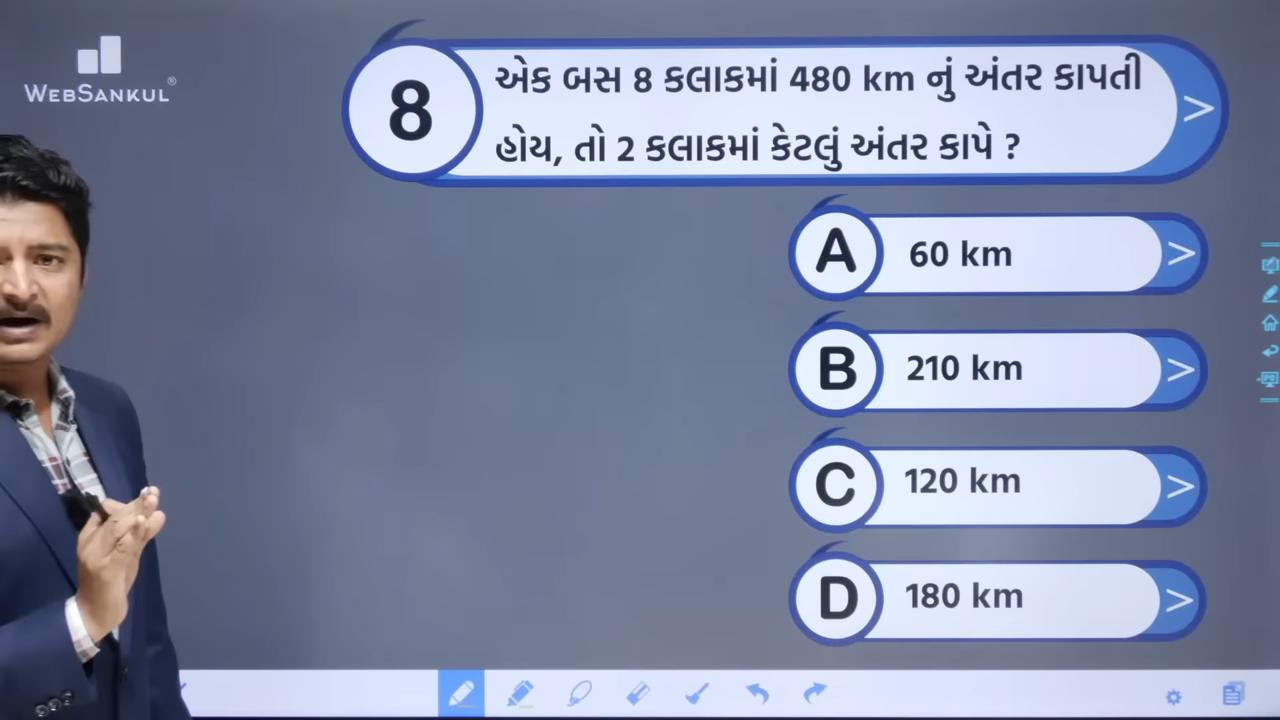 WEBSANKUL®
8
એક બસ 8 કલાકમાં 480 km નું અંતર કાપતી
હોય, તો 2 કલાકમાં કેટલું અંતર કાપે ?
A 60 km
B 210 km
C 120 km
D 180 km